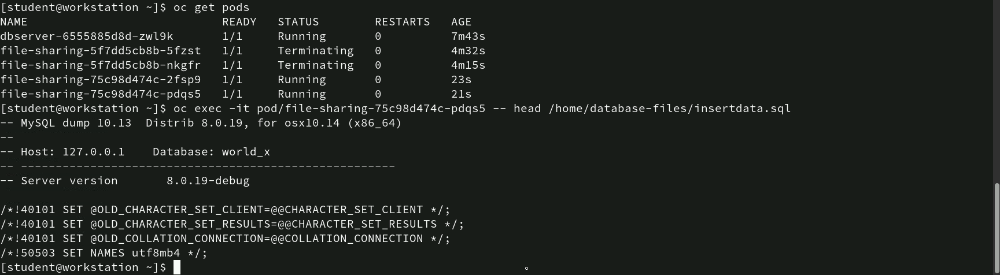 [student@workstation ~]$ oc get pods
NAME                            READY   STATUS        RESTARTS   AGE
dbserver-6555885d8d-zwl9k       1/1     Running       0          7m43s
file-sharing-5f7dd5cb8b-5fzst   1/1     Terminating   0          4m32s
file-sharing-5f7dd5cb8b-nkgfr   1/1     Terminating   0          4m15s
file-sharing-75c98d474c-2fsp9   1/1     Running       0          23s
file-sharing-75c98d474c-pdqs5   1/1     Running       0          21s
[student@workstation ~]$ oc exec -it pod/file-sharing-75c98d474c-pdqs5 -- head /home/database-files/insertdata.sql
-- MySQL dump 10.13  Distrib 8.0.19, for osx10.14 (x86_64)
--
-- Host: 127.0.0.1    Database: world_x
-- ------------------------------------------------------
-- Server version       8.0.19-debug

/*!40101 SET @OLD_CHARACTER_SET_CLIENT=@@CHARACTER_SET_CLIENT */;
/*!40101 SET @OLD_CHARACTER_SET_RESULTS=@@CHARACTER_SET_RESULTS */;
/*!40101 SET @OLD_COLLATION_CONNECTION=@@COLLATION_CONNECTION */;
/*!50503 SET NAMES utf8mb4 */;
[student@workstation ~]$